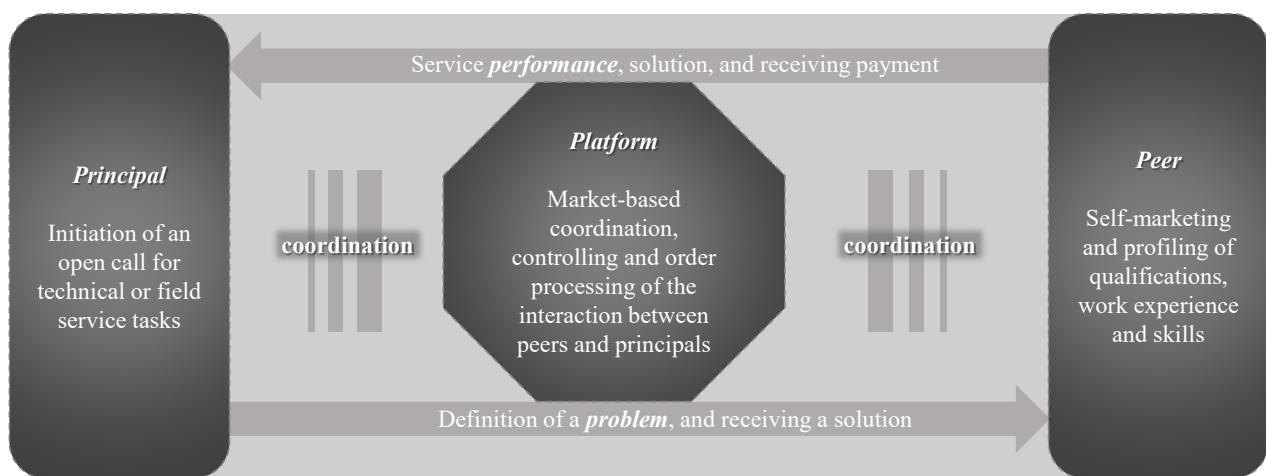 Service performance, solution, and receiving payment
Principal
Initiation of an
open call for
technical or field
service tasks
coordination
Platform
Market-based
coordination,
controlling and order
processing of the
interaction between
peers and principals
coordination
Peer
Self-marketing
and profiling of
qualifications,
work experience
and skills
Definition of a problem, and receiving a solution